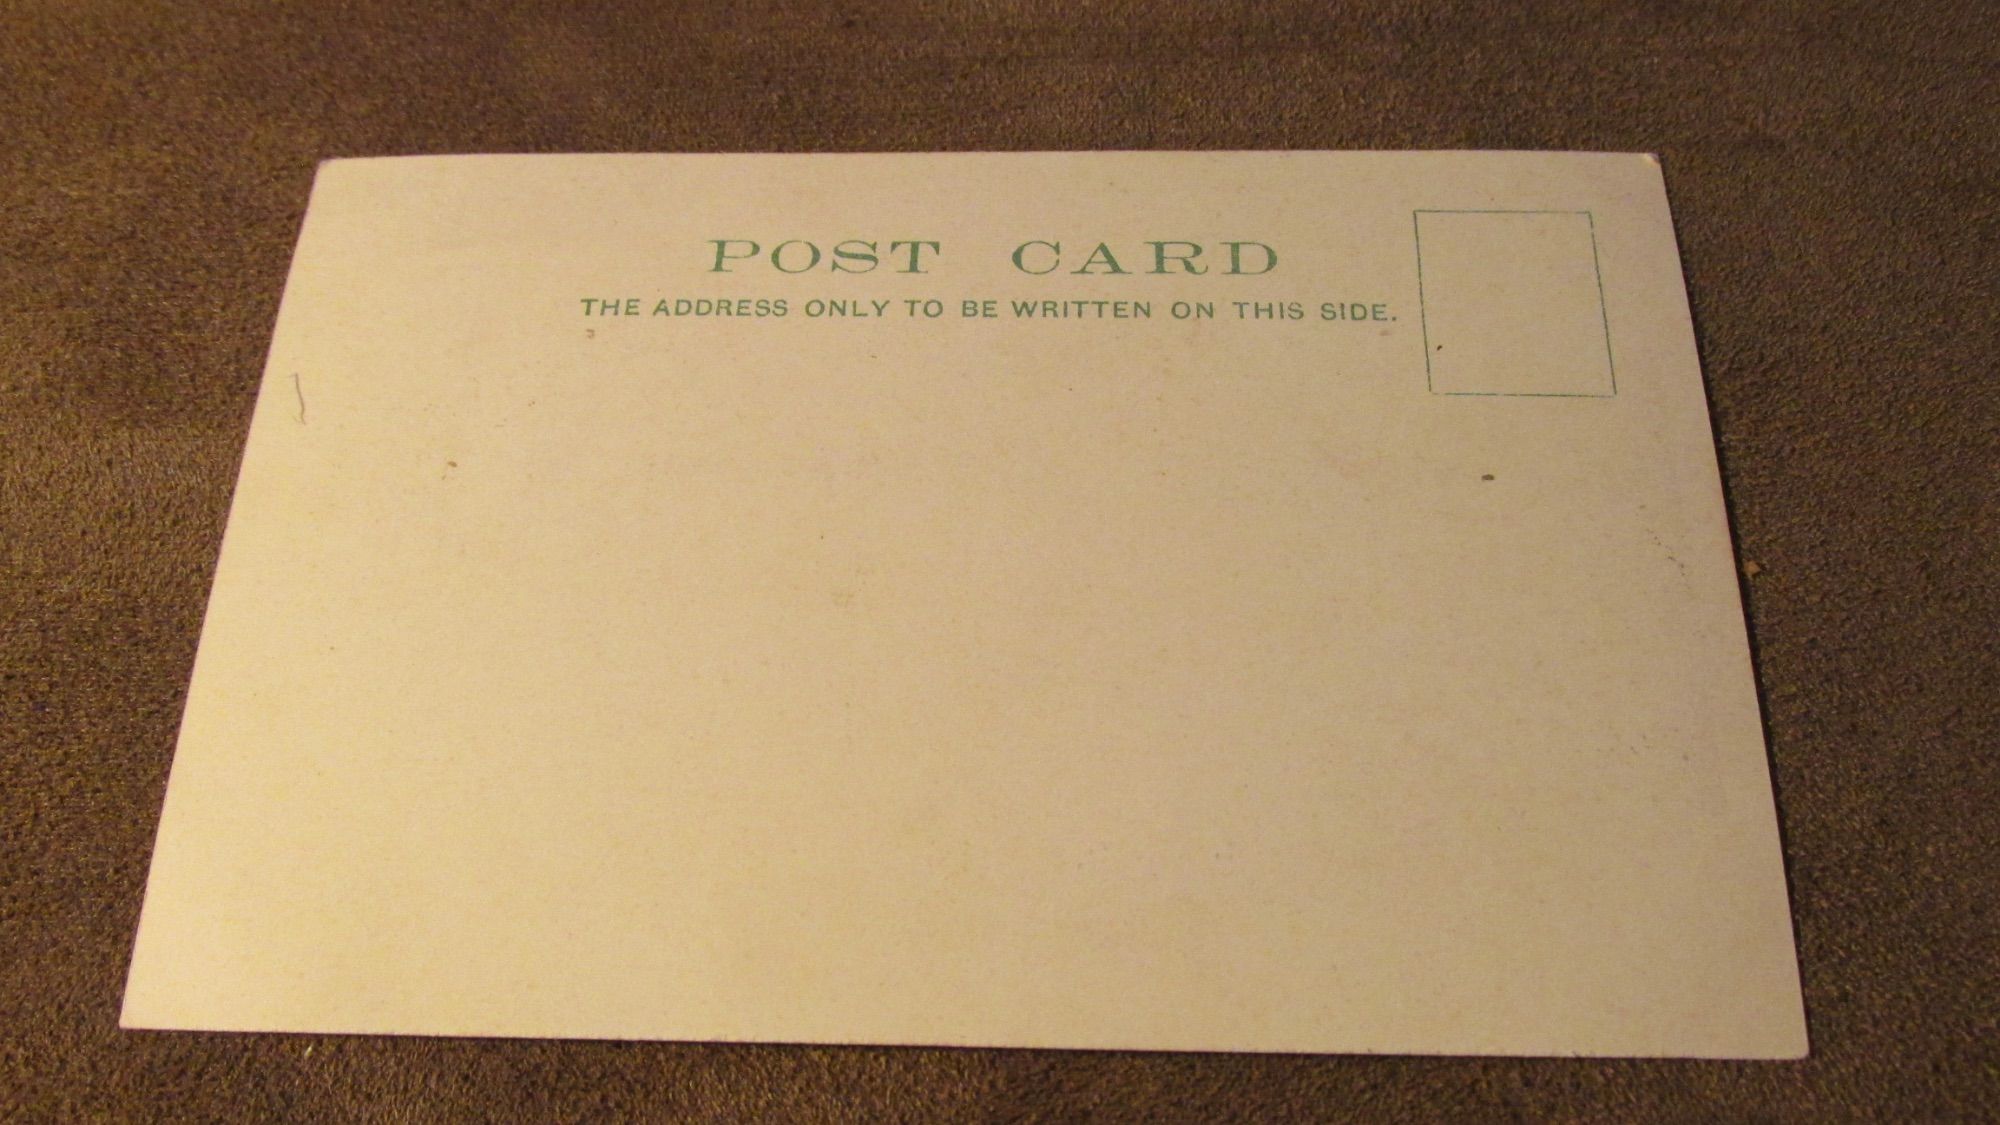 POST CARD
THE ADDRESS ONLY TO BE WRITTEN ON THIS SIDE.